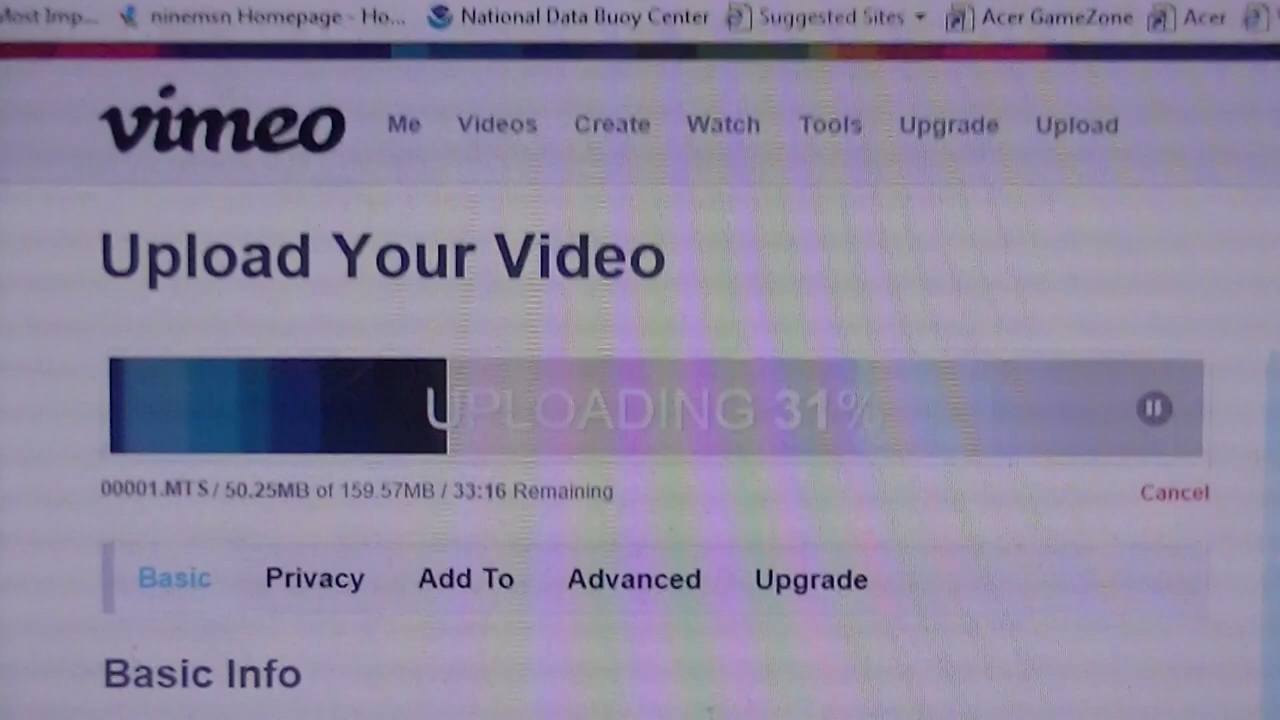 Most Imp... ninemsn Homepage - Ho... National Data Buoy Center Suggested Sites Acer GameZone Acer
vimeo Me Videos Create Watch Tools Upgrade Upload
Upload Your Video
UPLOADING 31%
00001.MTS / 50.25MB of 159.57MB / 33:16 Remaining Cancel
Basic Privacy Add To Advanced Upgrade
Basic Info